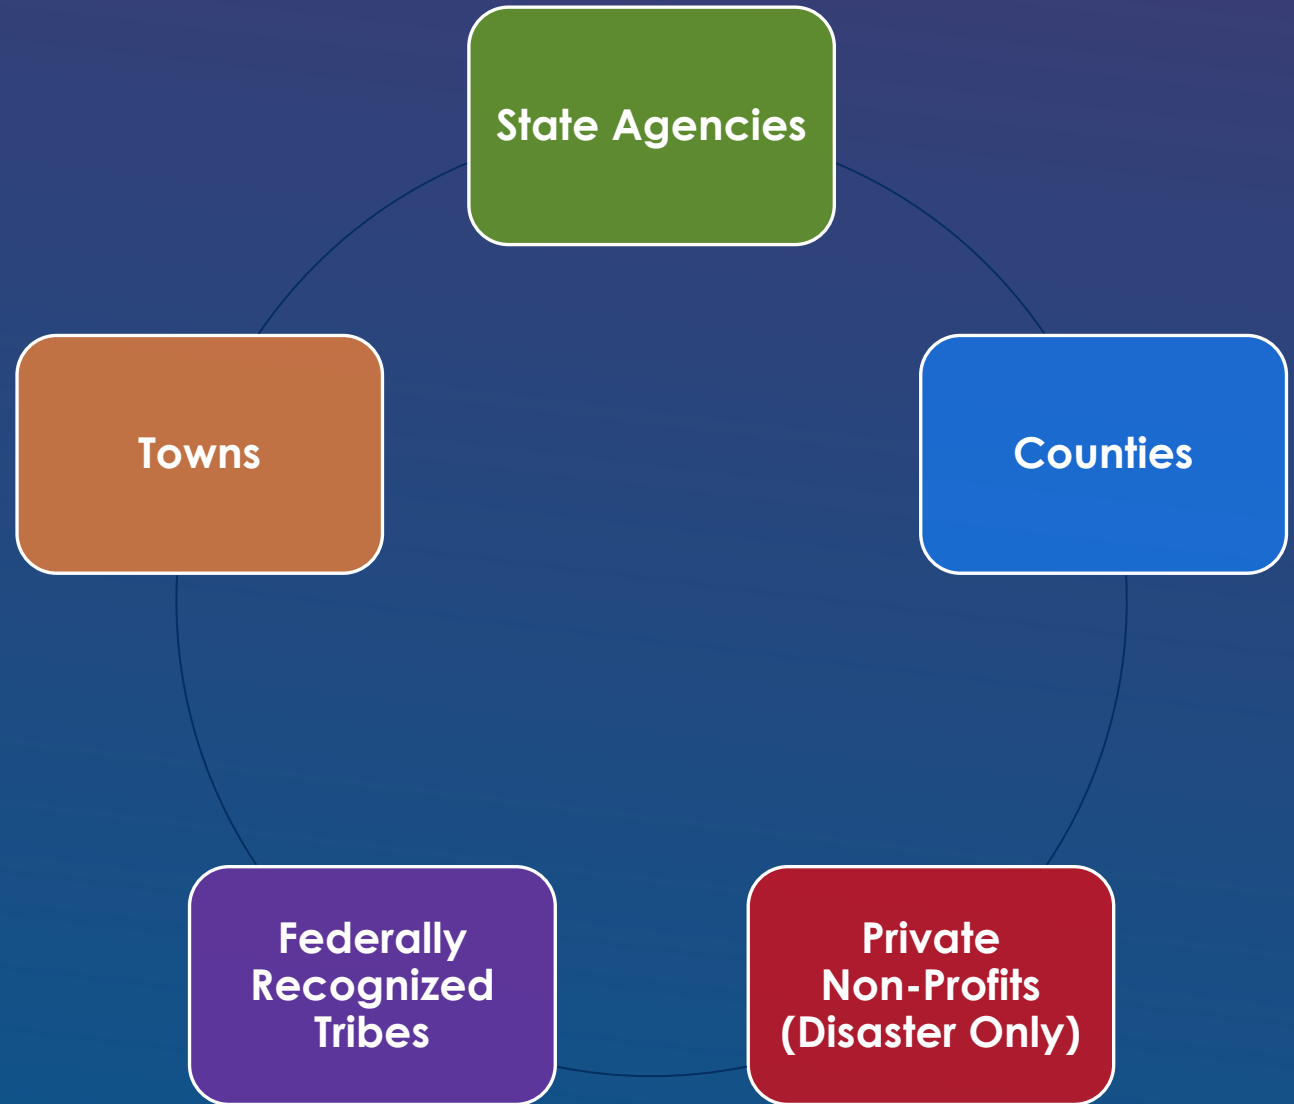 State Agencies
Towns
Counties
Federally
Recognized
Tribes
Private
Non-Profits
(Disaster Only)